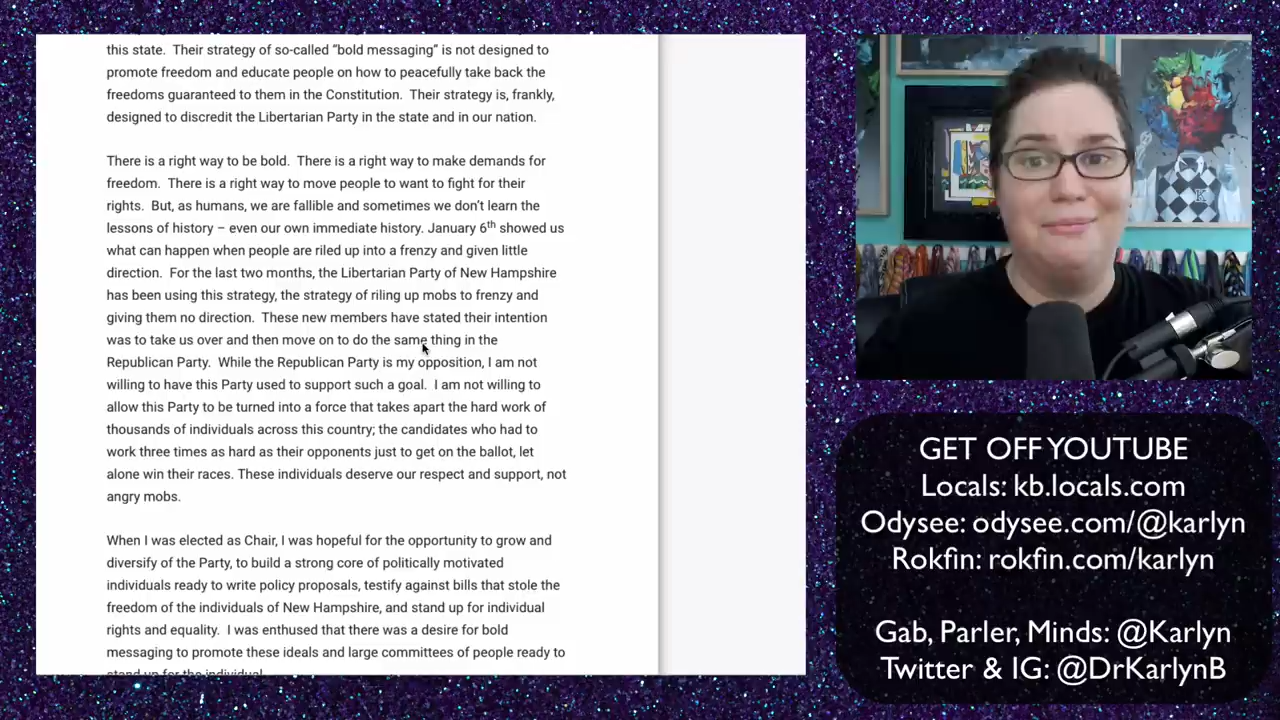 this state.  Their strategy of so-called “bold messaging” is not designed to
promote freedom and educate people on how to peacefully take back the
freedoms guaranteed to them in the Constitution.  Their strategy is, frankly,
designed to discredit the Libertarian Party in the state and in our nation.
There is a right way to be bold.  There is a right way to make demands for
freedom.  There is a right way to move people to want to fight for their
rights.  But, as humans, we are fallible and sometimes we don’t learn the
lessons of history – even our own immediate history. January 6th showed us
what can happen when people are riled up into a frenzy and given little
direction.  For the last two months, the Libertarian Party of New Hampshire
has been using this strategy, the strategy of riling up mobs to frenzy and
giving them no direction.  These new members have stated their intention
was to take us over and then move on to do the same thing in the
Republican Party.  While the Republican Party is my opposition, I am not
willing to have this Party used to support such a goal.  I am not willing to
allow this Party to be turned into a force that takes apart the hard work of
thousands of individuals across this country; the candidates who had to
work three times as hard as their opponents just to get on the ballot, let
alone win their races. These individuals deserve our respect and support, not
angry mobs.
When I was elected as Chair, I was hopeful for the opportunity to grow and
diversify of the Party, to build a strong core of politically motivated
individuals ready to write policy proposals, testify against bills that stole the
freedom of the individuals of New Hampshire, and stand up for individual
rights and equality.  I was enthused that there was a desire for bold
messaging to promote these ideals and large committees of people ready to
stand up for the individual.
GET OFF YOUTUBE
Locals: kb.locals.com
Odysee: odysee.com/@karlyn
Rokfin: rokfin.com/karlyn
Gab, Parler, Minds: @Karlyn
Twitter & IG: @DrKarlynB